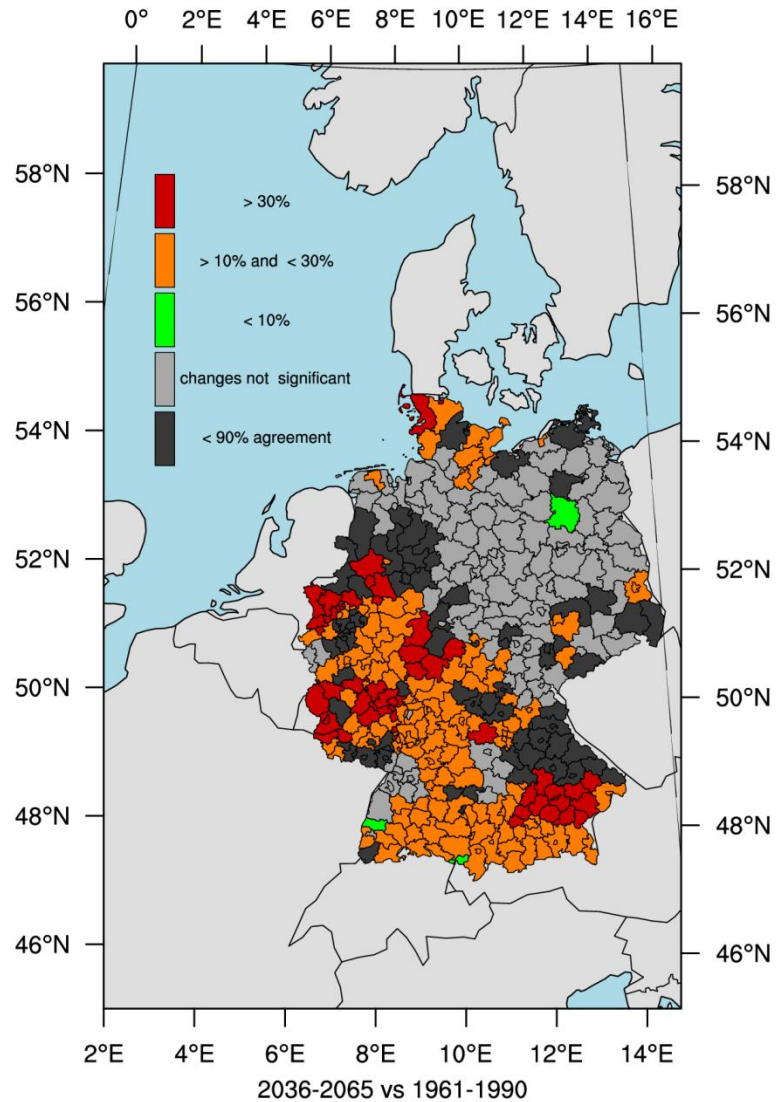 0° 2°E 4°E 6°E 8°E 10°E 12°E 14°E 16°E
58°N
58°N
> 30%
> 10% and < 30%
56°N
56°N
< 10%
changes not significant
54°N
54°N
< 90% agreement
52°N
52°N
50°N
50°N
48°N
48°N
46°N
46°N
2°E 4°E 6°E 8°E 10°E 12°E 14°E
2036-2065 vs 1961-1990